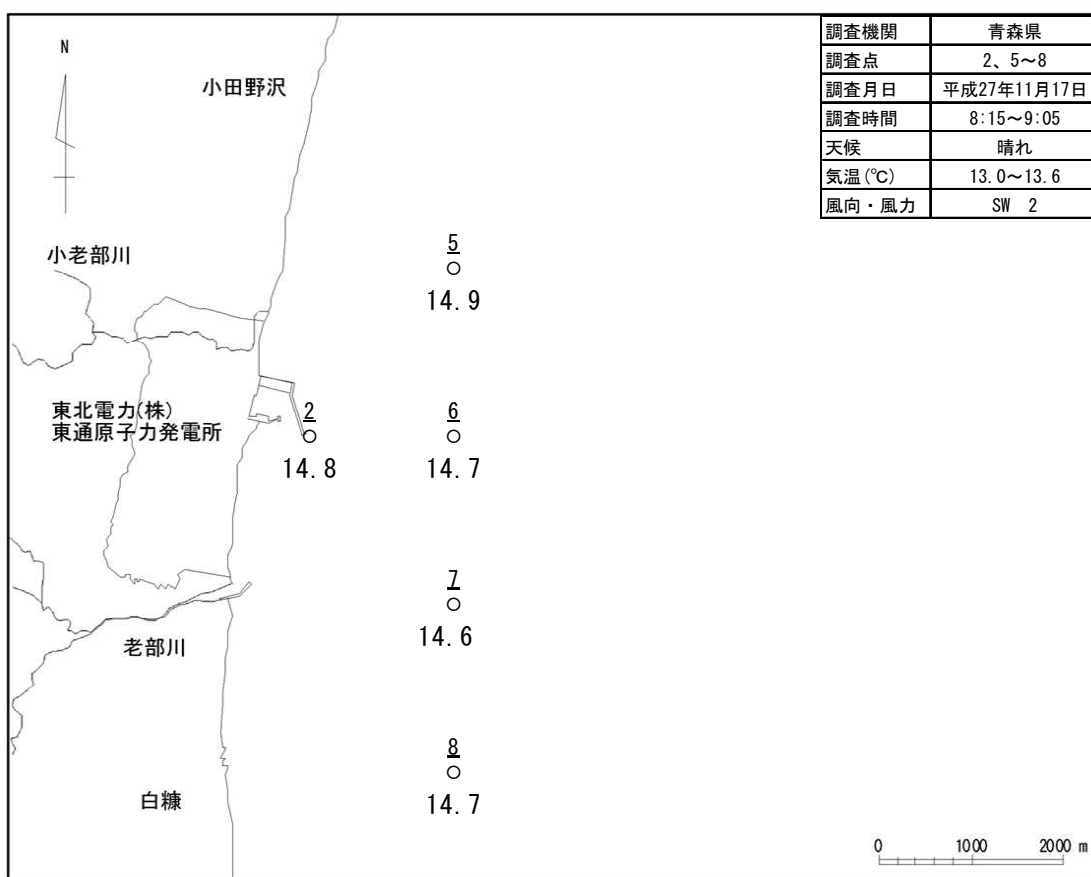 調査機関 青森県
調査点 2、5～8
調査月日 平成27年11月17日
調査時間 8:15～9:05
天候 晴れ
気温(℃) 13.0～13.6
風向・風力 SW 2
N
小田野沢
小老部川
5
14.9
東北電力(株)
東通原子力発電所
2
14.8
6
14.7
7
14.6
老部川
8
14.7
白糠
0 1000 2000 m